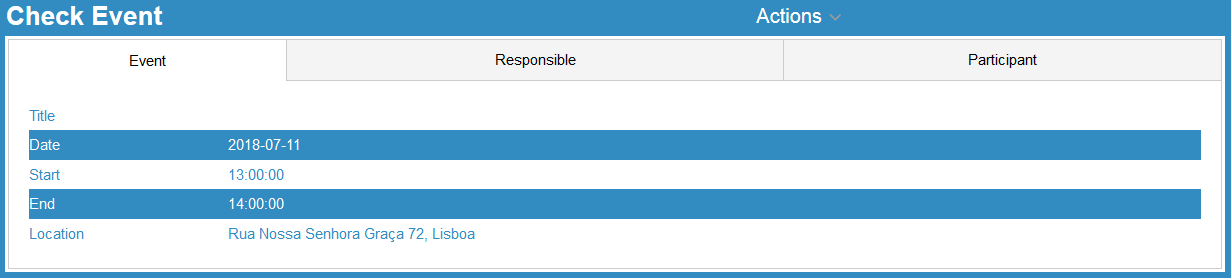 Check Event Actions
Event Responsible Participant
Title
Date 2018-07-11
Start 13:00:00
End 14:00:00
Location Rua Nossa Senhora Graça 72, Lisboa